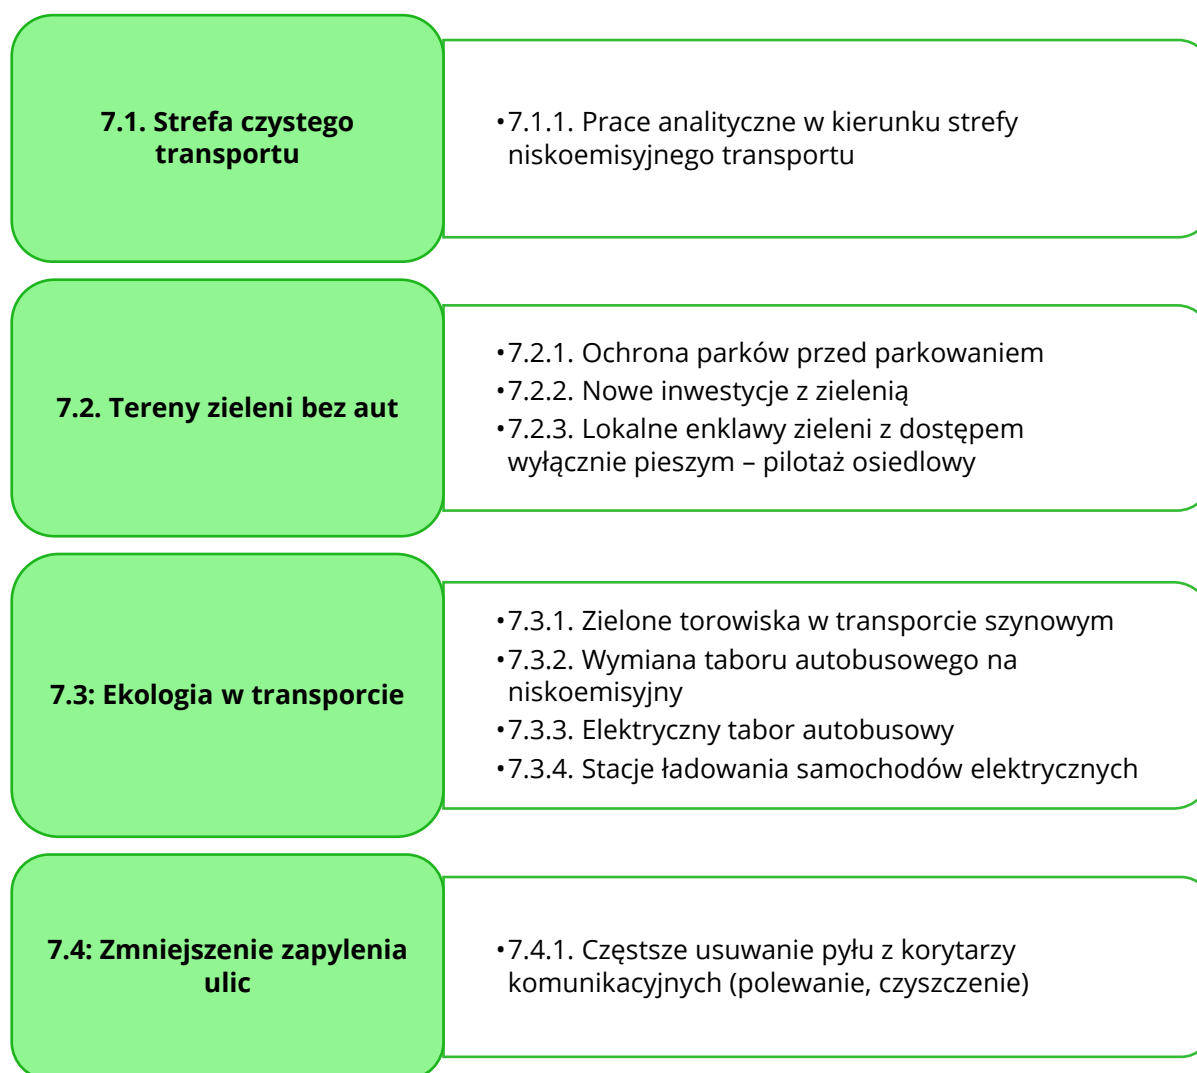 7.1. Strefa czystego
transportu
•7.1.1. Prace analityczne w kierunku strefy
niskoemisyjnego transportu
7.2. Tereny zieleni bez aut
•7.2.1. Ochrona parków przed parkowaniem
•7.2.2. Nowe inwestycje z zielenią
•7.2.3. Lokalne enklawy zieleni z dostępem
wyłącznie pieszym – pilotaż osiedlowy
7.3: Ekologia w transporcie
•7.3.1. Zielone torowiska w transporcie szynowym
•7.3.2. Wymiana taboru autobusowego na
niskoemisyjny
•7.3.3. Elektryczny tabor autobusowy
•7.3.4. Stacje ładowania samochodów elektrycznych
7.4: Zmniejszenie zapylenia
ulic
•7.4.1. Częstsze usuwanie pyłu z korytarzy
komunikacyjnych (polewanie, czyszczenie)